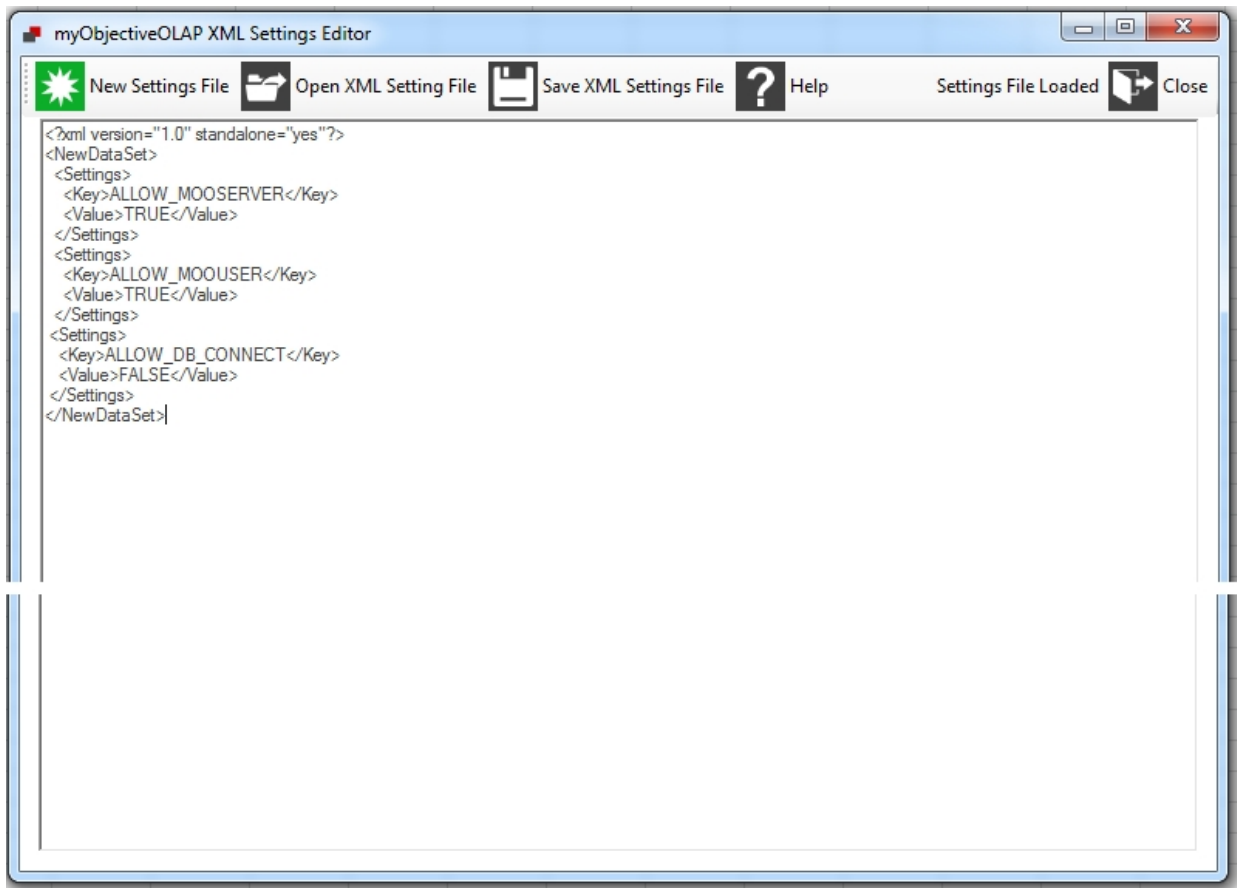 myObjectiveOLAP XML Settings Editor
New Settings File Open XML Setting File Save XML Settings File Help Settings File Loaded Close
<?xml version="1.0" standalone="yes"?>
<NewDataSet>
<Settings>
<Key>ALLOW_MOOSERVER</Key>
<Value>TRUE</Value>
</Settings>
<Settings>
<Key>ALLOW_MOOUSER</Key>
<Value>TRUE</Value>
</Settings>
<Settings>
<Key>ALLOW_DB_CONNECT</Key>
<Value>FALSE</Value>
</Settings>
</NewDataSet>